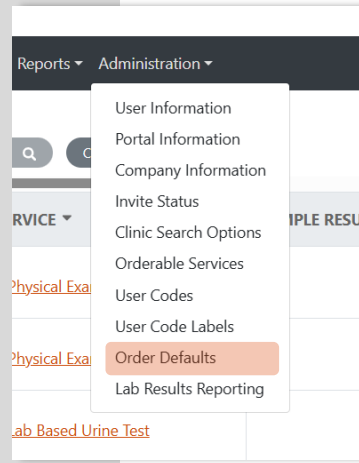 Reports Administration
User Information
Portal Information
Company Information
Invite Status
Clinic Search Options
Orderable Services
User Codes
User Code Labels
Order Defaults
Lab Results Reporting
C
RVICE
MPLE RESU
Physical Exa
Physical Exa
Lab Based Urine Test